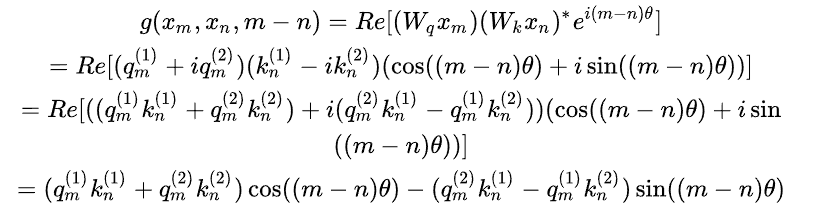 g(x_m, x_n, m − n) = Re[(W_q x_m)(W_k x_n)^* e^{i(m−n)θ}]
= Re[(q_m^{(1)} + iq_m^{(2)})(k_n^{(1)} − ik_n^{(2)})(cos((m − n)θ) + i sin((m − n)θ))]
= Re[((q_m^{(1)} k_n^{(1)} + q_m^{(2)} k_n^{(2)}) + i(q_m^{(2)} k_n^{(1)} − q_m^{(1)} k_n^{(2)}))(cos((m − n)θ) + i sin
((m − n)θ))]
= (q_m^{(1)} k_n^{(1)} + q_m^{(2)} k_n^{(2)}) cos((m − n)θ) − (q_m^{(2)} k_n^{(1)} − q_m^{(1)} k_n^{(2)}) sin((m − n)θ)